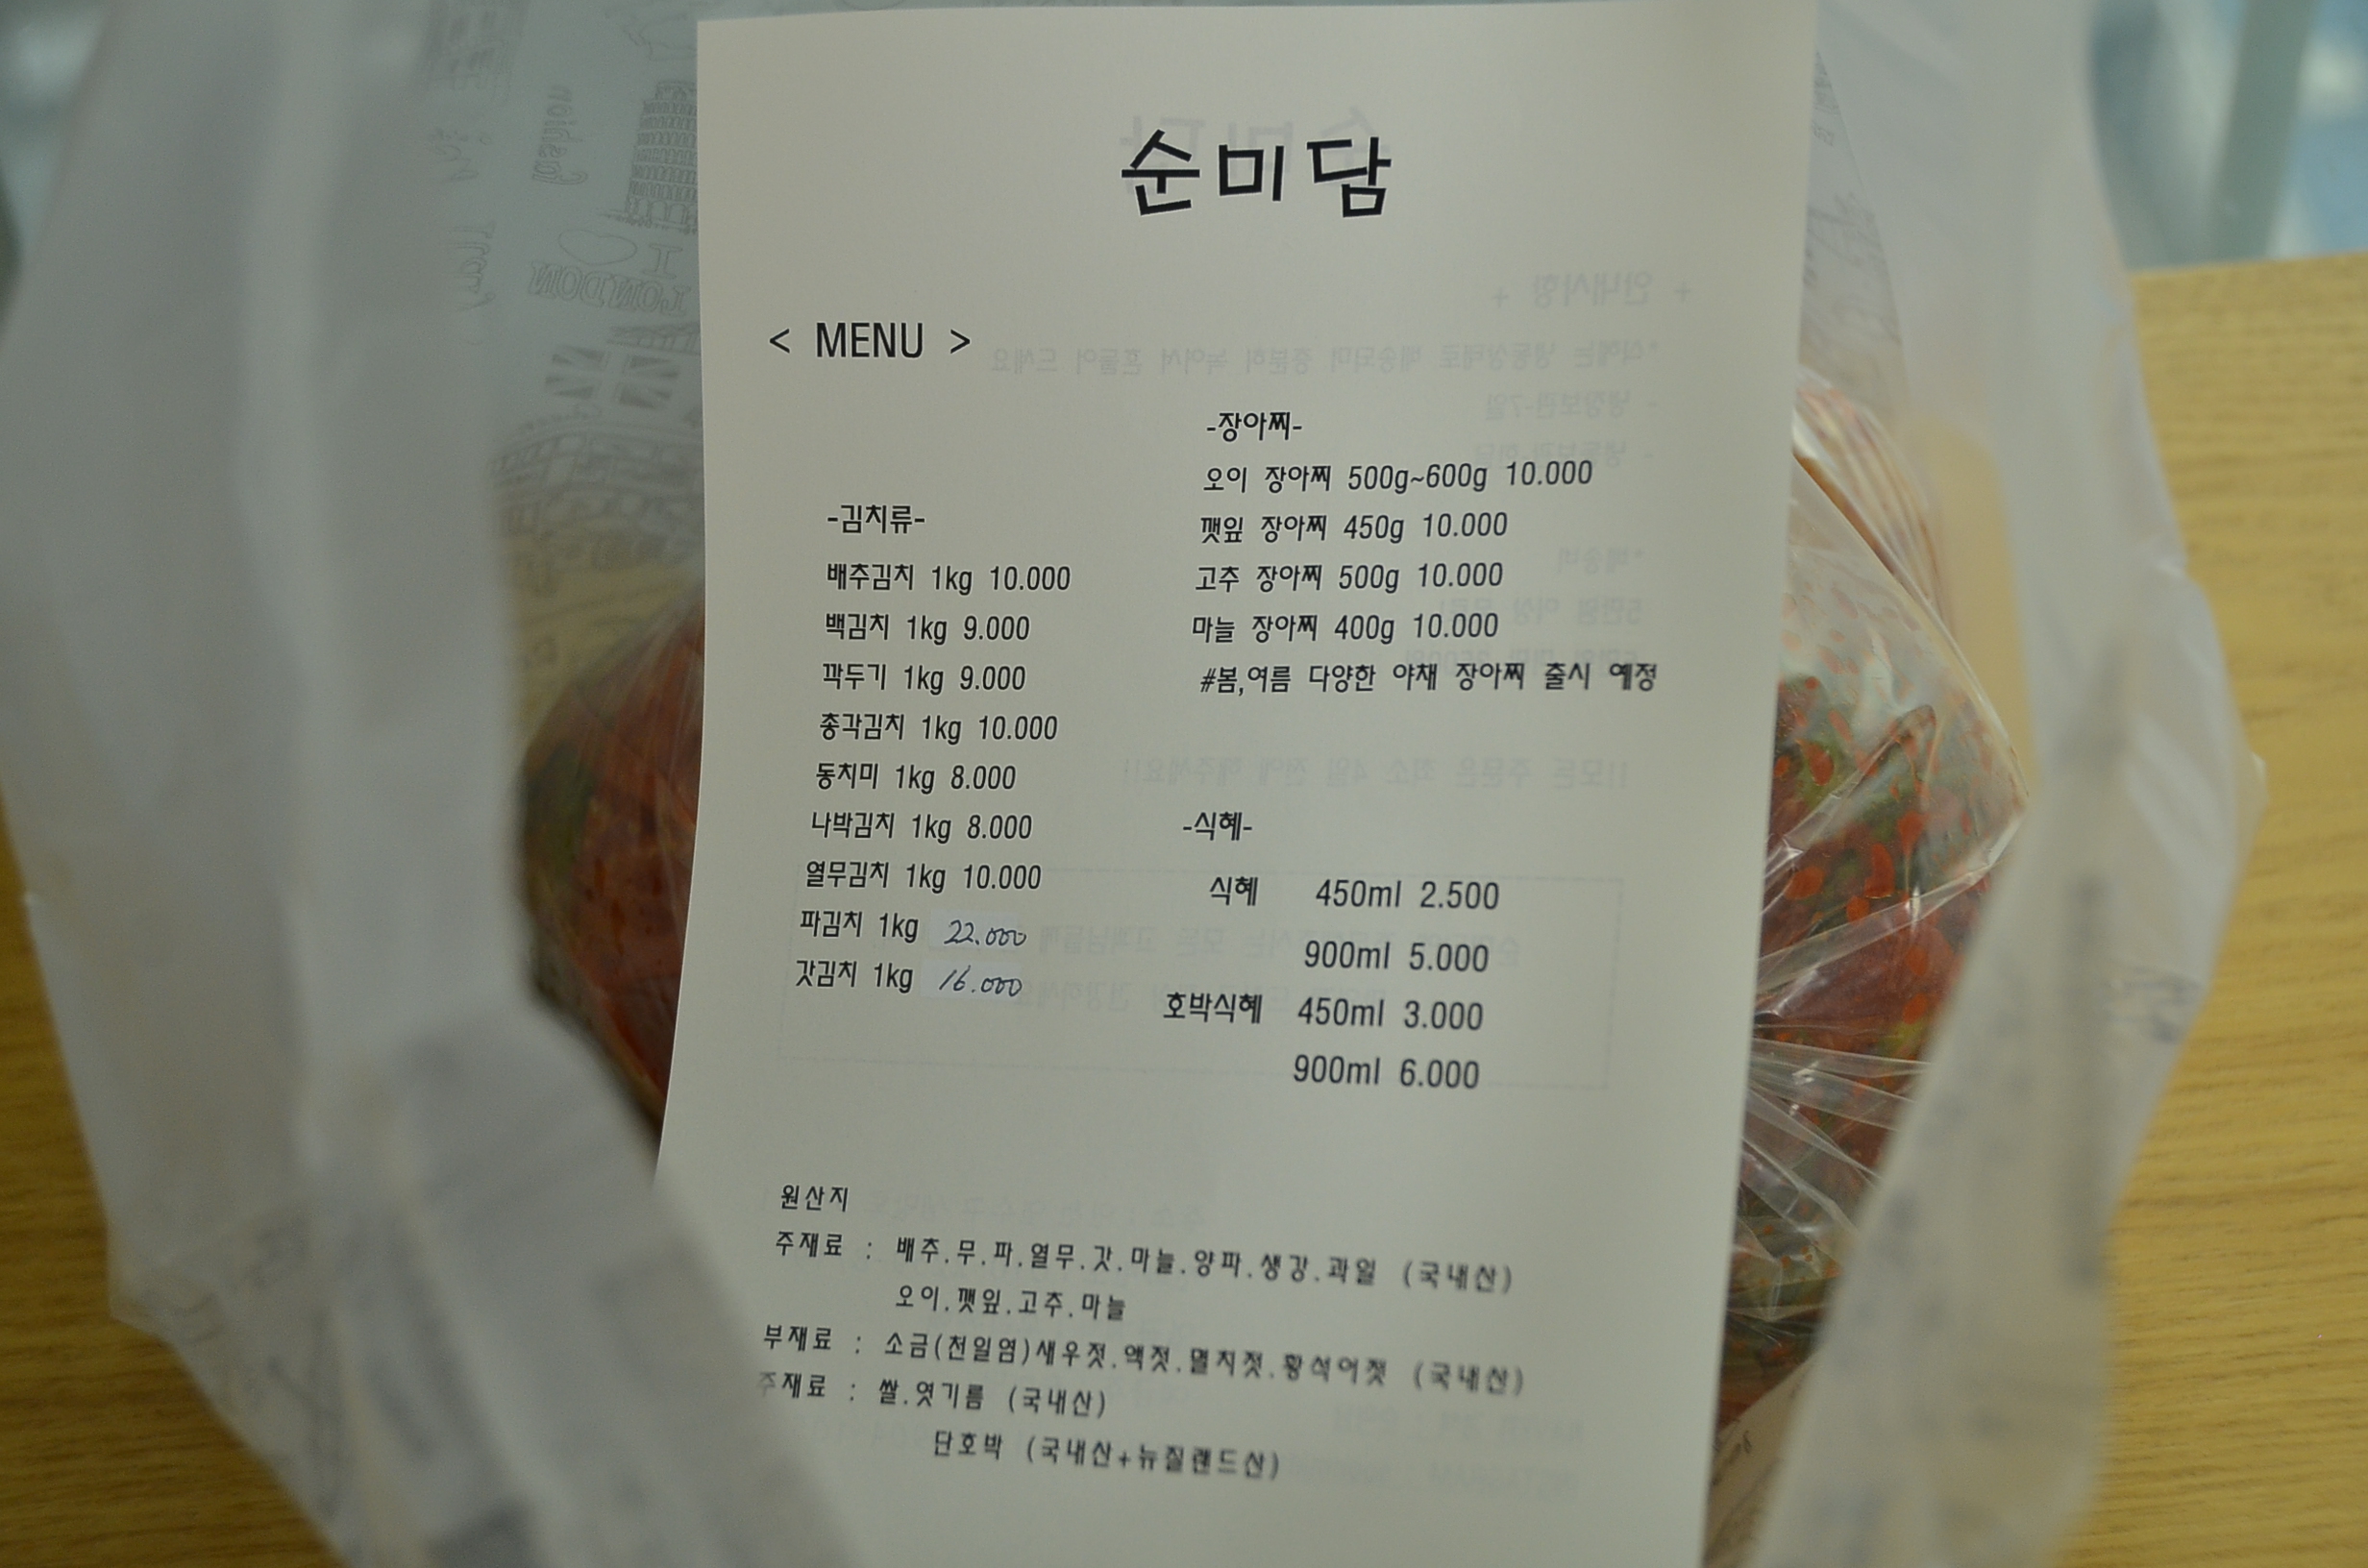 순미담
< MENU >
-김치류-
배추김치 1kg 10.000
백김치 1kg 9.000
깍두기 1kg 9.000
총각김치 1kg 10.000
동치미 1kg 8.000
나박김치 1kg 8.000
열무김치 1kg 10.000
파김치 1kg 22.000
갓김치 1kg 16.000
-장아찌-
오이 장아찌 500g~600g 10.000
깻잎 장아찌 450g 10.000
고추 장아찌 500g 10.000
마늘 장아찌 400g 10.000
#봄,여름 다양한 야채 장아찌 출시 예정
-식혜-
식혜 450ml 2.500
900ml 5.000
호박식혜 450ml 3.000
900ml 6.000
원산지
주재료 : 배추.무.파.열무.갓.마늘.양파.생강.과일 (국내산)
오이.깻잎.고추.마늘
부재료 : 소금(천일염)새우젓.액젓.멸치젓.황석어젓 (국내산)
주재료 : 쌀.엿기름 (국내산)
단호박 (국내산+뉴질랜드산)
fashion
I
LONDON